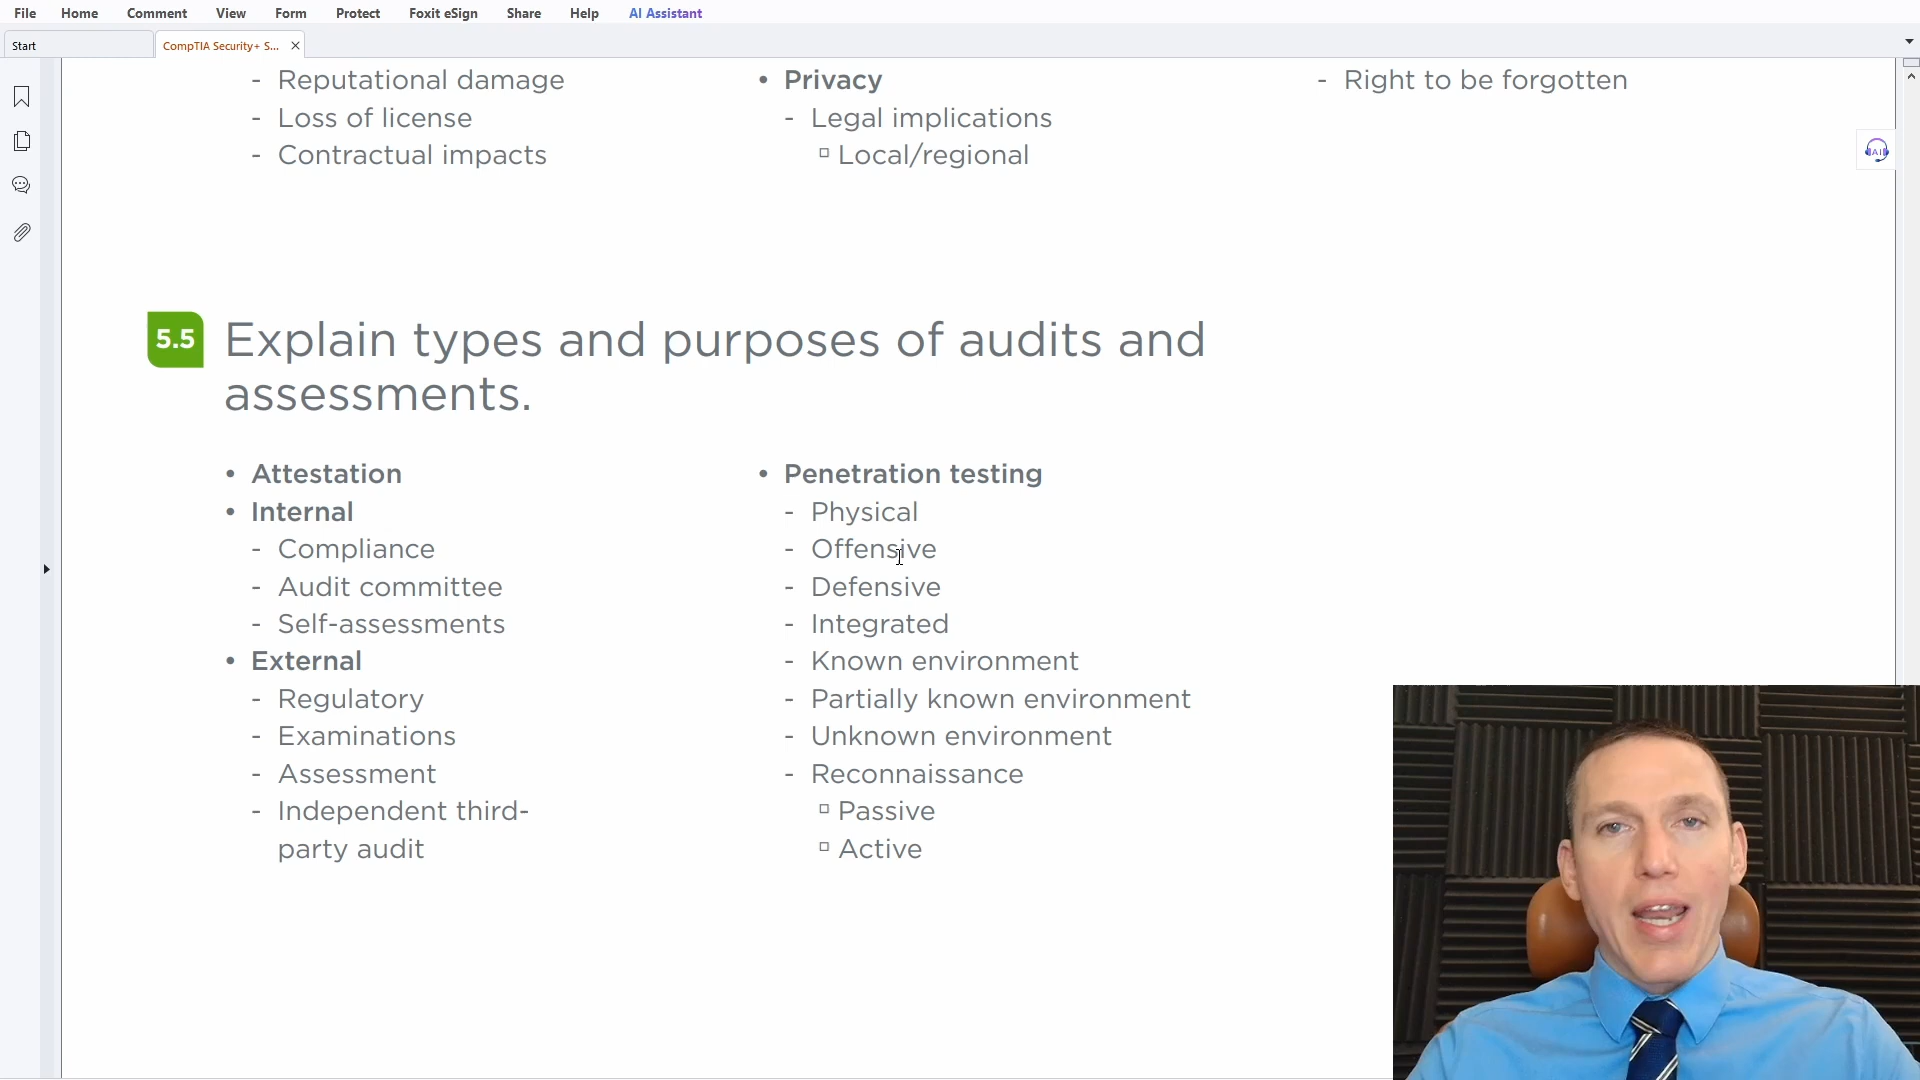 File Home Comment View Form Protect Foxit eSign Share Help AI Assistant
Start
CompTIA Security+ S...
- Reputational damage
- Loss of license
- Contractual impacts
• Privacy
- Legal implications
Local/regional
- Right to be forgotten
AI
5.5 Explain types and purposes of audits and
assessments.
• Attestation
• Internal
- Compliance
- Audit committee
- Self-assessments
• External
- Regulatory
- Examinations
- Assessment
- Independent third-
party audit
• Penetration testing
- Physical
- Offensive
- Defensive
- Integrated
- Known environment
- Partially known environment
- Unknown environment
- Reconnaissance
Passive
Active